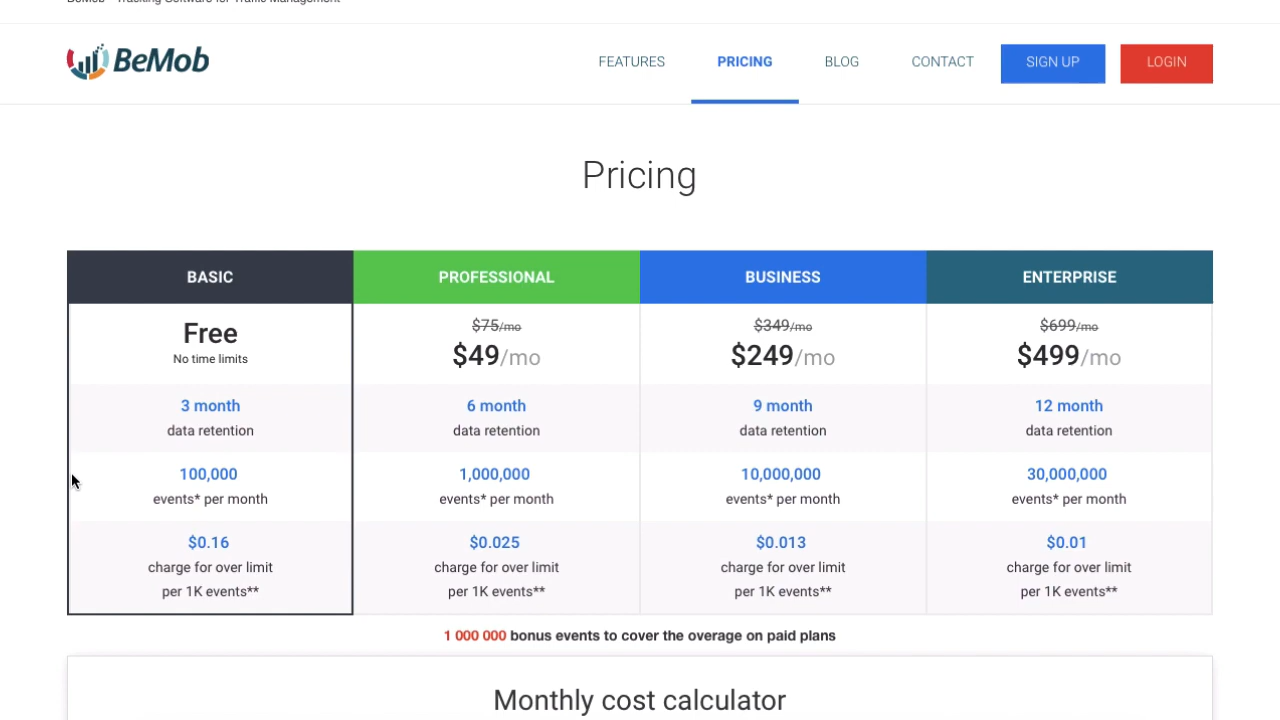 BeMob - Tracking Software for Traffic Management
BeMob
FEATURES
PRICING
BLOG
CONTACT
SIGN UP
LOGIN
Pricing
BASIC
PROFESSIONAL
BUSINESS
ENTERPRISE
Free
No time limits
$75/mo
$49/mo
$349/mo
$249/mo
$699/mo
$499/mo
3 month
data retention
6 month
data retention
9 month
data retention
12 month
data retention
100,000
events* per month
1,000,000
events* per month
10,000,000
events* per month
30,000,000
events* per month
$0.16
charge for over limit
per 1K events**
$0.025
charge for over limit
per 1K events**
$0.013
charge for over limit
per 1K events**
$0.01
charge for over limit
per 1K events**
1 000 000 bonus events to cover the overage on paid plans
Monthly cost calculator